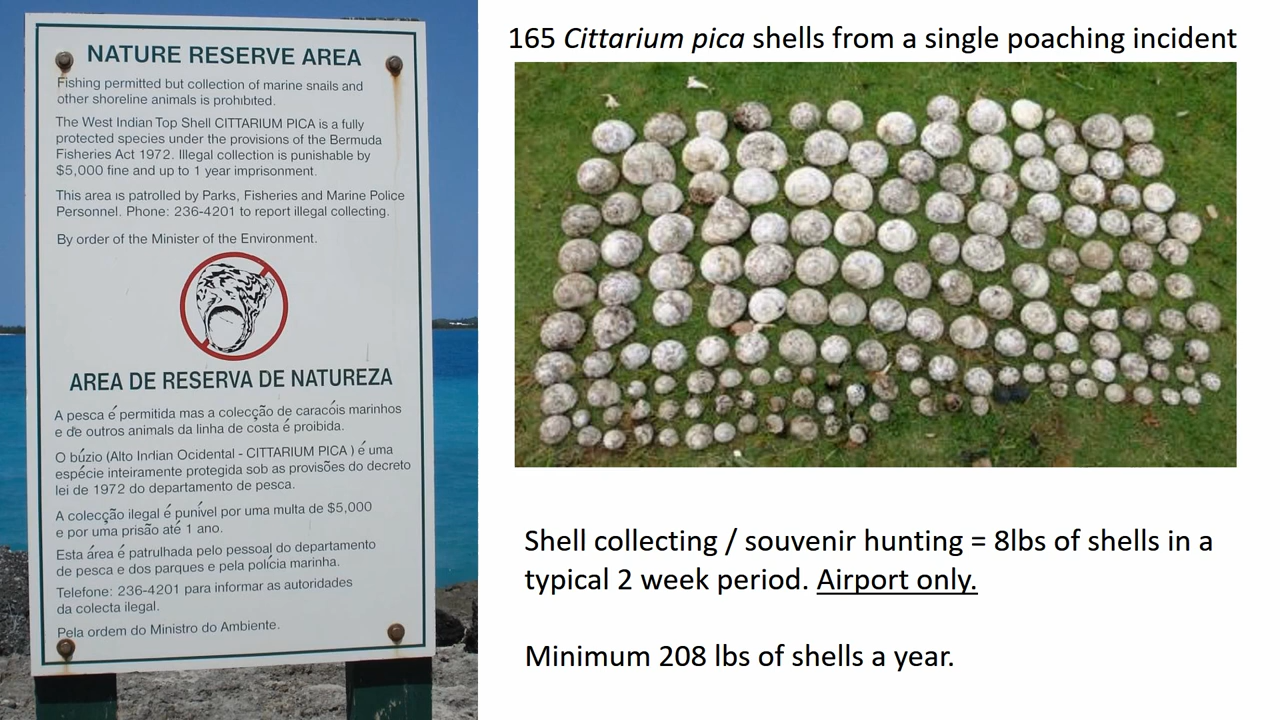 NATURE RESERVE AREA
Fishing permitted but collection of marine snails and
other shoreline animals is prohibited.
The West Indian Top Shell CITTARIUM PICA is a fully
protected species under the provisions of the Bermuda
Fisheries Act 1972. Illegal collection is punishable by
$5,000 fine and up to 1 year imprisonment.
This area is patrolled by Parks, Fisheries and Marine Police
Personnel. Phone: 236-4201 to report illegal collecting.
By order of the Minister of the Environment.
AREA DE RESERVA DE NATUREZA
A pesca é permitida mas a colecção de caracóis marinhos
e de outros animals da linha de costa é proibida.
O búzio (Alto Indian Ocidental - CITTARIUM PICA ) é uma
espécie inteiramente protegida sob as provisões do decreto
lei de 1972 do departamento de pesca.
A colecção ilegal é punível por uma multa de $5,000
e por uma prisão até 1 ano.
Esta área é patrulhada pelo pessoal do departamento
de pesca e dos parques e pela polícia marinha.
Telefone: 236-4201 para informar as autoridades
da colecta ilegal.
Pela ordem do Ministro do Ambiente.
165 Cittarium pica shells from a single poaching incident
Shell collecting / souvenir hunting = 8lbs of shells in a
typical 2 week period. Airport only.
Minimum 208 lbs of shells a year.